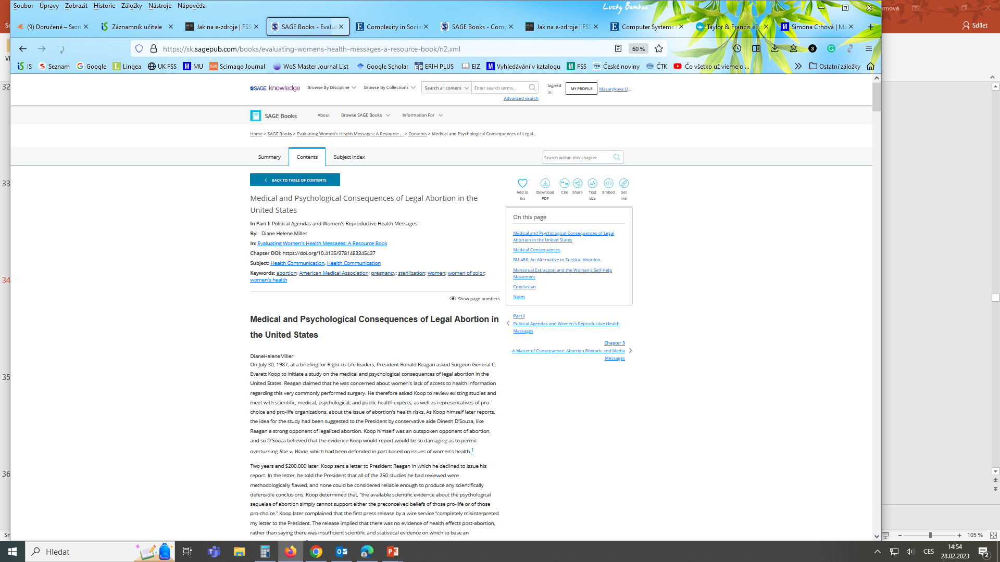 Soubor Úpravy Zobrazit Historie Záložky Nástroje Nápověda
Lucky Bamboo
(9) Doručené – Sezn
Záznamník učitele
Jak na e-zdroje | FSS
SAGE Books - Evalua
Complexity in Socia
SAGE Books - Comp
Jak na e-zdroje | FSS
Computer Systems
Taylor & Francis eBo
Simona Crhová | Ma
Sdílet
https://sk.sagepub.com/books/evaluating-womens-health-messages-a-resource-book/n2.xml
60 %
3
IS Seznam Google Lingea UK FSS MU Scimago Journal WoS Master Journal List Google Scholar ERIH PLUS EIZ Vyhledávání v katalogu FSS České noviny ČTK Čo všetko už vieme o ... Ostatní záložky
SAGE knowledge
Browse By Discipline
Browse By Collections
Search all content
Enter search terms...
Advanced search
Signed in:
MY PROFILE
Masarykova U...
SAGE Books
About
Browse SAGE Books
Information For
Home > SAGE Books > Evaluating Women's Health Messages: A Resource ... > Contents > Medical and Psychological Consequences of Legal...
Summary
Contents
Subject index
Search within this chapter
BACK TO TABLE OF CONTENTS
Medical and Psychological Consequences of Legal Abortion in the
United States
In Part I: Political Agendas and Women's Reproductive Health Messages
By: Diane Helene Miller
In: Evaluating Women's Health Messages: A Resource Book
Chapter DOI: https://doi.org/10.4135/9781483345437
Subject: Health Communication, Health Communication
Keywords: abortion; American Medical Association; pregnancy; sterilization; women; women of color;
women's health
Show page numbers
Medical and Psychological Consequences of Legal Abortion in
the United States
DianeHeleneMiller
On July 30, 1987, at a briefing for Right-to-Life leaders, President Ronald Reagan asked Surgeon General C.
Everett Koop to initiate a study on the medical and psychological consequences of legal abortion in the
United States. Reagan claimed that he was concerned about women's lack of access to health information
regarding this very commonly performed surgery. He therefore asked Koop to review existing studies and
meet with scientific, medical, psychological, and public health experts, as well as representatives of pro-
choice and pro-life organizations, about the issue of abortion's health risks. As Koop himself later reports,
the idea for the study had been suggested to the President by conservative aide Dinesh D'Souza, like
Reagan a strong opponent of legalized abortion. Koop himself was an outspoken opponent of abortion,
and so D'Souza believed that the evidence Koop would report would be so damaging as to permit
overturning Roe v. Wade, which had been defended in part based on issues of women's health.1
Two years and $200,000 later, Koop sent a letter to President Reagan in which he declined to issue his
report. In the letter, he told the President that all of the 250 studies he had reviewed were
methodologically flawed, and none could be considered reliable enough to produce any scientifically
defensible conclusions. Koop determined that, "the available scientific evidence about the psychological
sequelae of abortion simply cannot support either the preconceived beliefs of those pro-life or of those
pro-choice." Koop later complained that the first press release by a wire service "completely misinterpreted
my letter to the President. The release implied that there was no evidence of health effects post-abortion,
rather than saying there was insufficient scientific and statistical evidence on which to base an
Add to list
Download PDF
Cite
Share
Text size
Embed
Get link
On this page
Medical and Psychological Consequences of Legal
Abortion in the United States
Medical Consequences
RU-486: An Alternative to Surgical Abortion
Menstrual Extraction and the Women's Self-Help
Movement
Conclusion
Notes
Part I
Political Agendas and Women's Reproductive Health
Messages
Chapter 3
A Matter of Consequence: Abortion Rhetoric and Media
Messages
32
33
34
35
36
105 %
Hledat
CES
14:54
28.02.2023
2